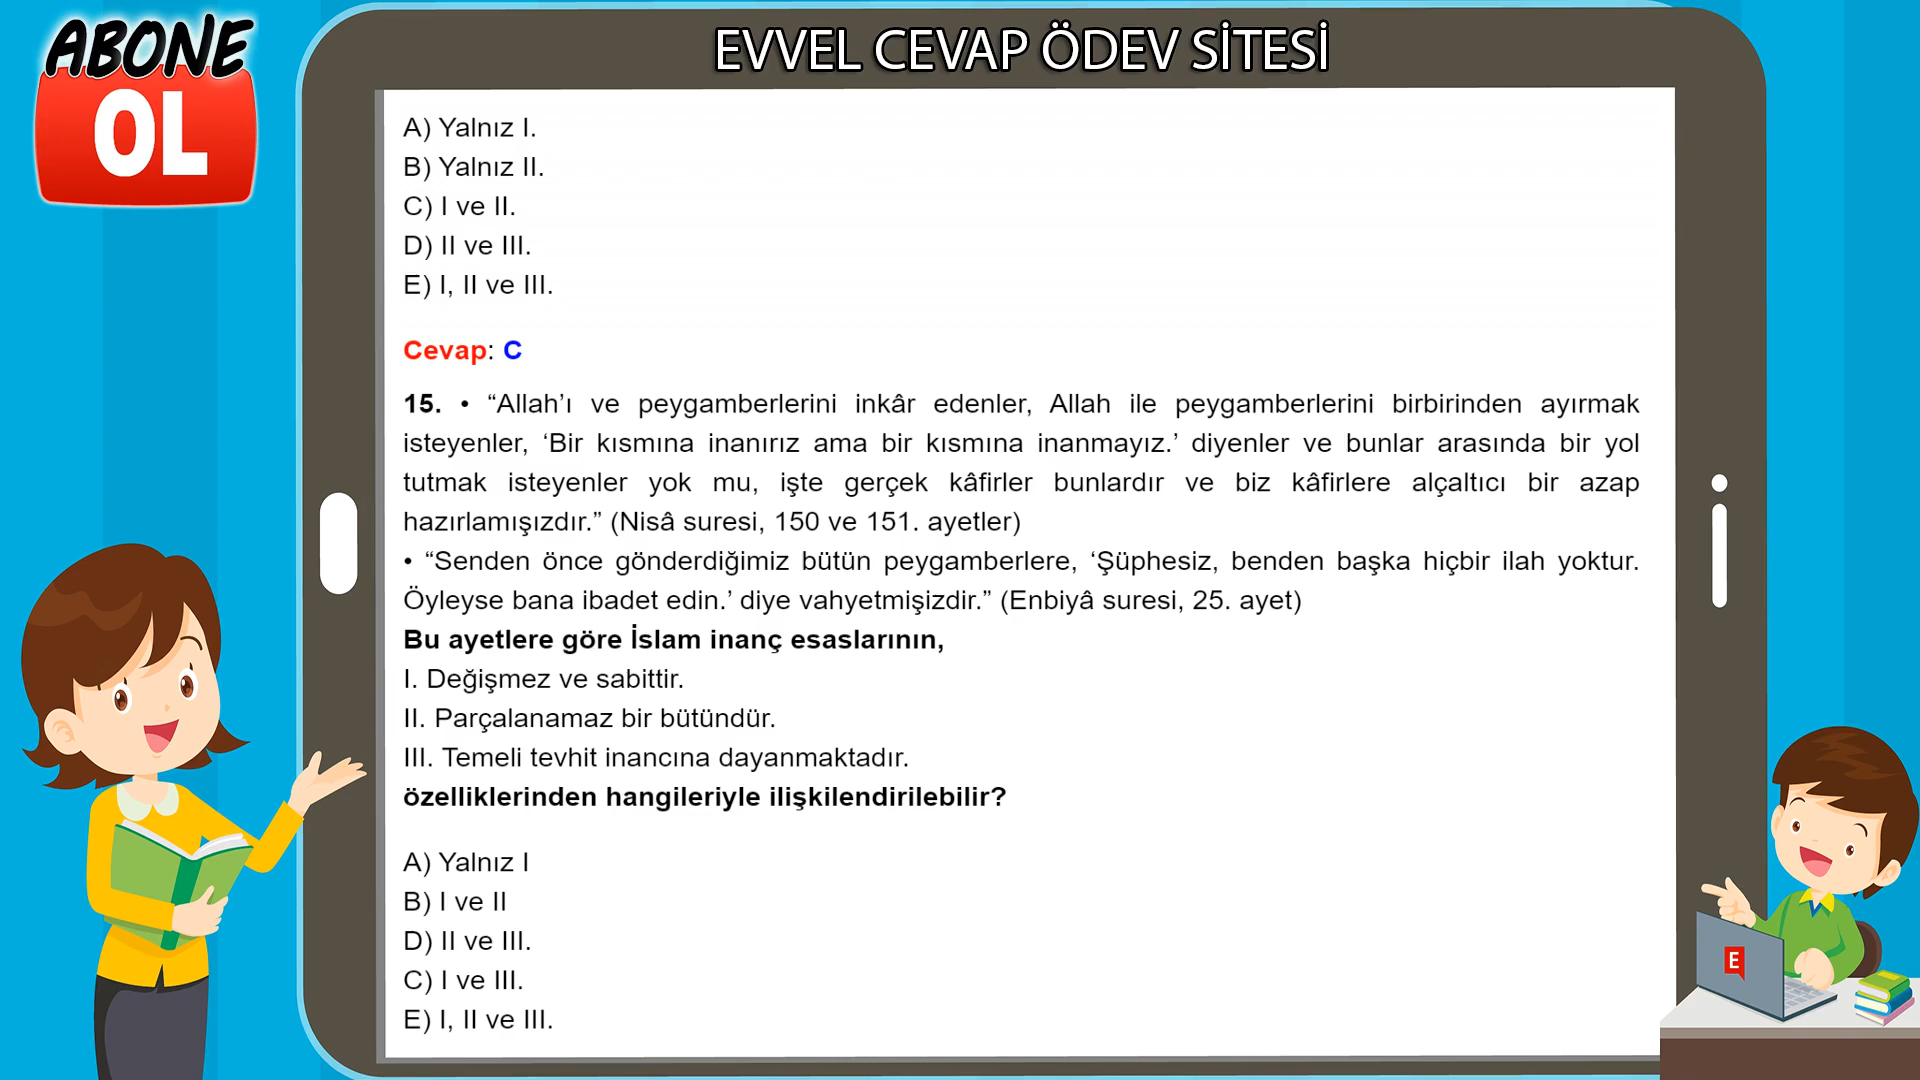 ABONE
OL
EVVEL CEVAP ÖDEV SİTESİ
A) Yalnız I.
B) Yalnız II.
C) I ve II.
D) II ve III.
E) I, II ve III.
Cevap: C
15. • “Allah’ı ve peygamberlerini inkâr edenler, Allah ile peygamberlerini birbirinden ayırmak
isteyenler, ‘Bir kısmına inanırız ama bir kısmına inanmayız.’ diyenler ve bunlar arasında bir yol
tutmak isteyenler yok mu, işte gerçek kâfirler bunlardır ve biz kâfirlere alçaltıcı bir azap
hazırlamışızdır.” (Nisâ suresi, 150 ve 151. ayetler)
• “Senden önce gönderdiğimiz bütün peygamberlere, ‘Şüphesiz, benden başka hiçbir ilah yoktur.
Öyleyse bana ibadet edin.’ diye vahyetmişizdir.” (Enbiyâ suresi, 25. ayet)
Bu ayetlere göre İslam inanç esaslarının,
I. Değişmez ve sabittir.
II. Parçalanamaz bir bütündür.
III. Temeli tevhit inancına dayanmaktadır.
özelliklerinden hangileriyle ilişkilendirilebilir?
A) Yalnız I
B) I ve II
D) II ve III.
C) I ve III.
E) I, II ve III.
E